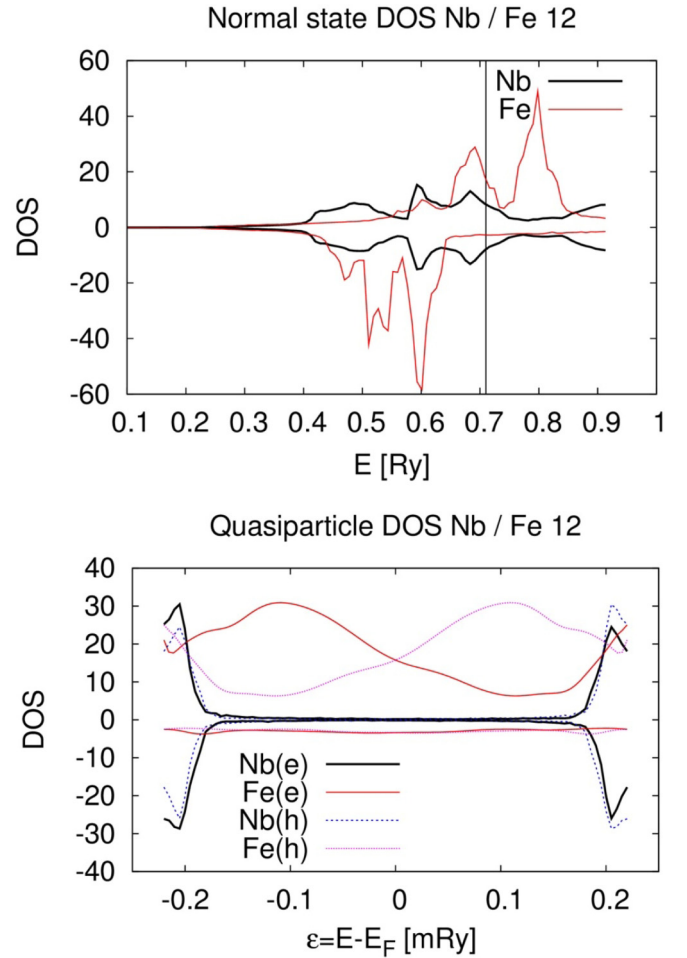 Normal state DOS Nb / Fe 12
60
40
20
0
-20
-40
-60
DOS
Nb
Fe
0.1 0.2 0.3 0.4 0.5 0.6 0.7 0.8 0.9 1
E [Ry]
Quasiparticle DOS Nb / Fe 12
40
30
20
10
0
-10
-20
-30
-40
DOS
Nb(e)
Fe(e)
Nb(h)
Fe(h)
-0.2 -0.1 0 0.1 0.2
ε=E-E_F [mRy]